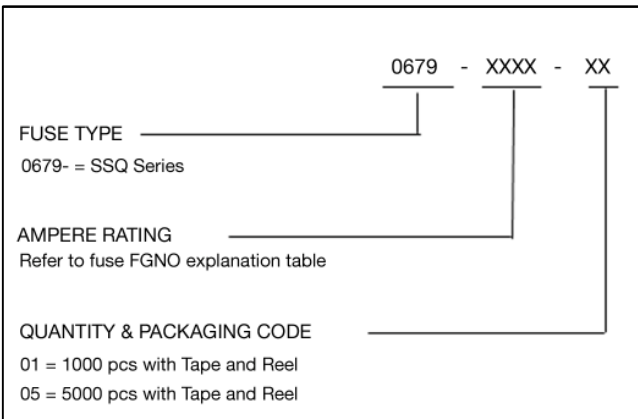 0679 - XXXX - XX
FUSE TYPE
0679- = SSQ Series
AMPERE RATING
Refer to fuse FGNO explanation table
QUANTITY & PACKAGING CODE
01 = 1000 pcs with Tape and Reel
05 = 5000 pcs with Tape and Reel